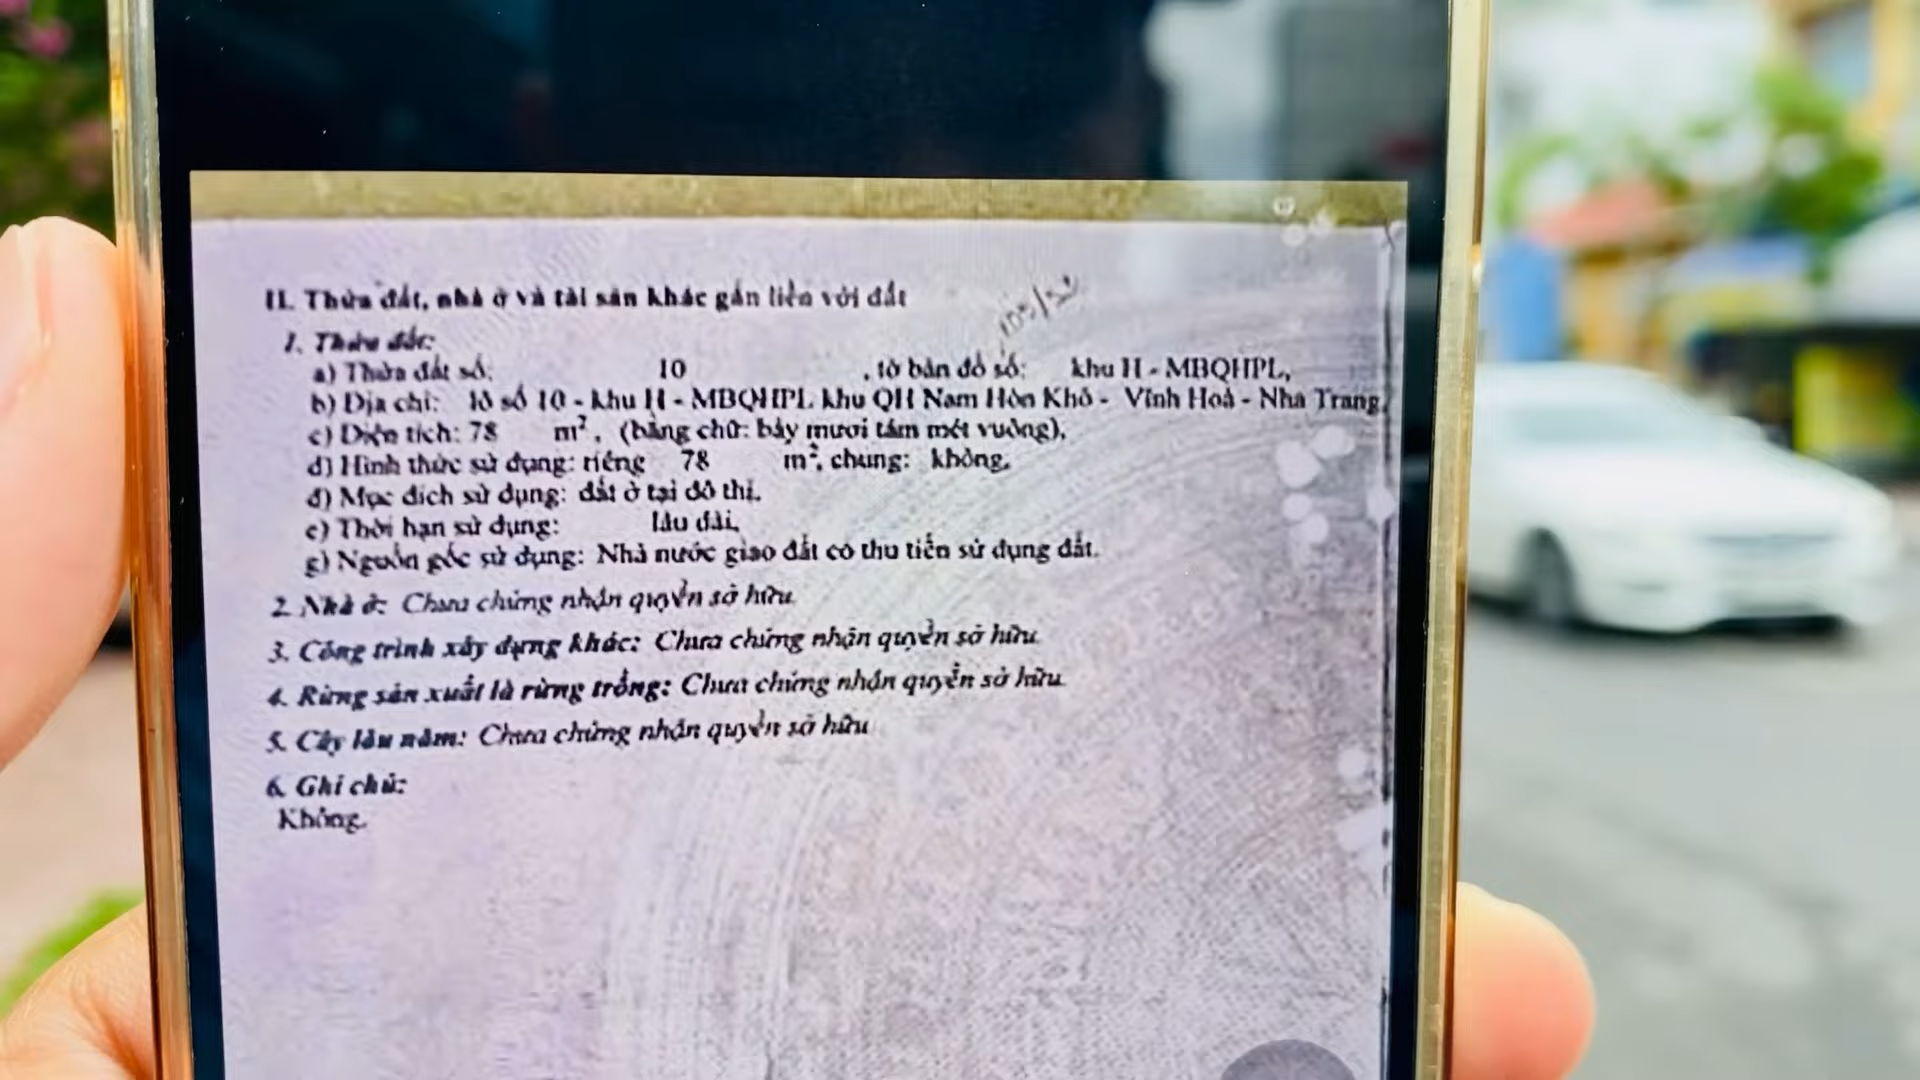 II. Thửa đất, nhà ở và tài sản khác gắn liền với đất
1. Thửa đất:
a) Thửa đất số: 10 , tờ bản đồ số: khu H - MBQHPL,
b) Địa chỉ: lô số 10 - khu H - MBQHPL khu QH Nam Hòn Khô - Vĩnh Hoà - Nha Trang,
c) Diện tích: 78 m², (bằng chữ: bảy mươi tám mét vuông),
d) Hình thức sử dụng: riêng 78 m², chung: không,
đ) Mục đích sử dụng: đất ở tại đô thị,
e) Thời hạn sử dụng: lâu dài,
g) Nguồn gốc sử dụng: Nhà nước giao đất có thu tiền sử dụng đất.
2. Nhà ở: Chưa chứng nhận quyền sở hữu
3. Công trình xây dựng khác: Chưa chứng nhận quyền sở hữu
4. Rừng sản xuất là rừng trồng: Chưa chứng nhận quyền sở hữu
5. Cây lâu năm: Chưa chứng nhận quyền sở hữu
6. Ghi chú:
Không.